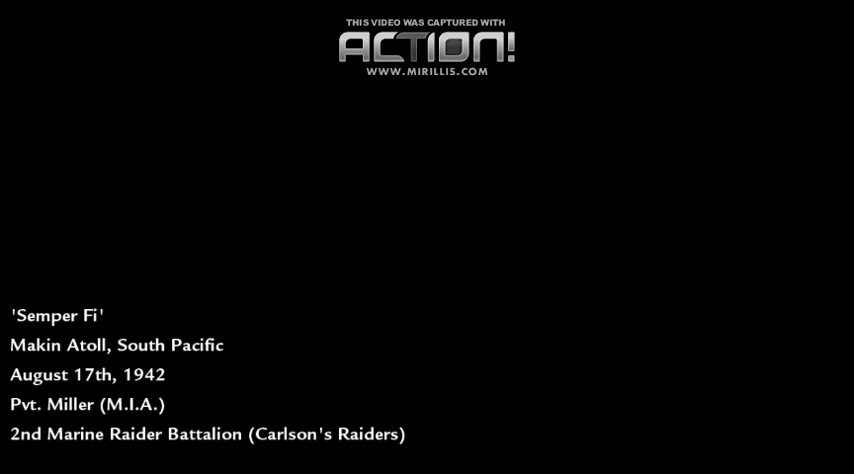 THIS VIDEO WAS CAPTURED WITH
ACTION!
WWW.MIRILLIS.COM
'Semper Fi'
Makin Atoll, South Pacific
August 17th, 1942
Pvt. Miller (M.I.A.)
2nd Marine Raider Battalion (Carlson's Raiders)